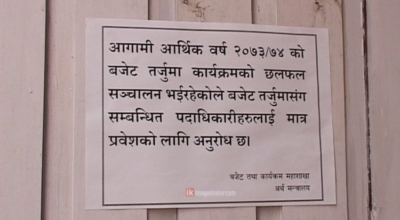 आगामी आर्थिक वर्ष २०७३/७४ को
बजेट तर्जुमा कार्यक्रमको छलफल
सञ्चालन भईरहेकोले बजेट तर्जुमासंग
सम्बन्धित पदाधिकारीहरुलाई मात्र
प्रवेशको लागि अनुरोध छ।
बजेट तथा कार्यक्रम महाशाखा
अर्थ मन्त्रालय